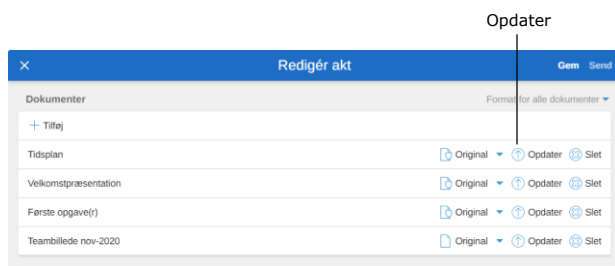 Opdater
Redigér akt Gem Send
Dokumenter Format for alle dokumenter
Tilføj
Tidsplan Original Opdater Slet
Velkomstpræsentation Original Opdater Slet
Første opgave(r) Original Opdater Slet
Teambillede nov-2020 Original Opdater Slet